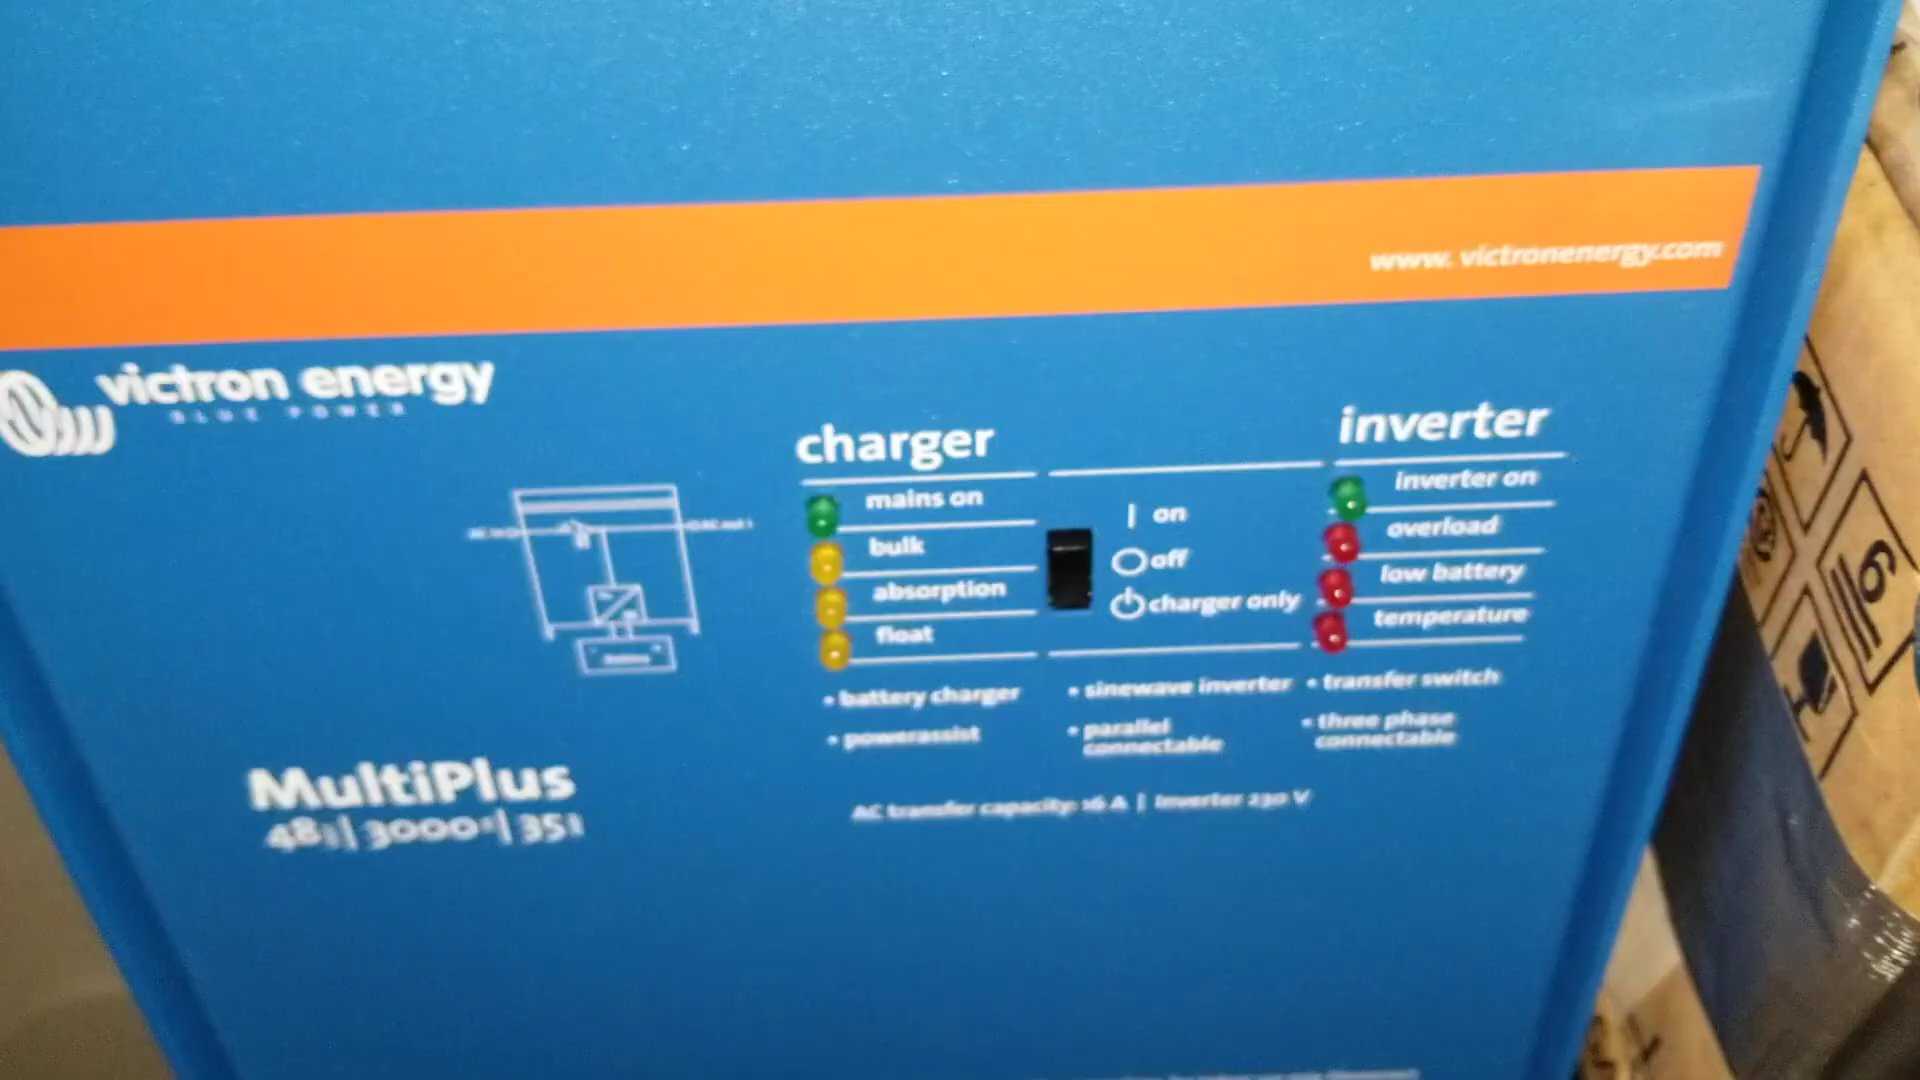 www. victronenergy.com
victron energy
BLUE POWER
charger
inverter
mains on
bulk
absorption
float
on
off
charger only
inverter on
overload
low battery
temperature
• battery charger
• powerassist
• sinewave inverter
• parallel
connectable
• transfer switch
• three phase
connectable
MultiPlus
48 | 3000 | 35
AC transfer capacity: 16 A | Inverter 230 V